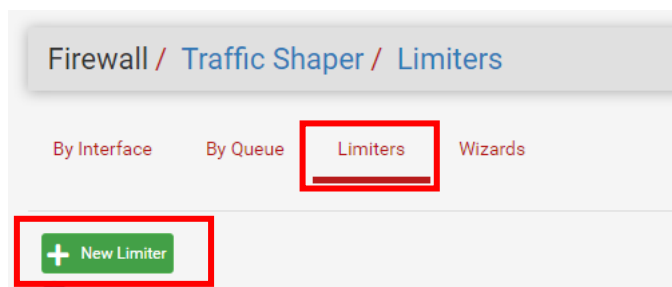 Firewall / Traffic Shaper / Limiters
By Interface By Queue Limiters Wizards
New Limiter